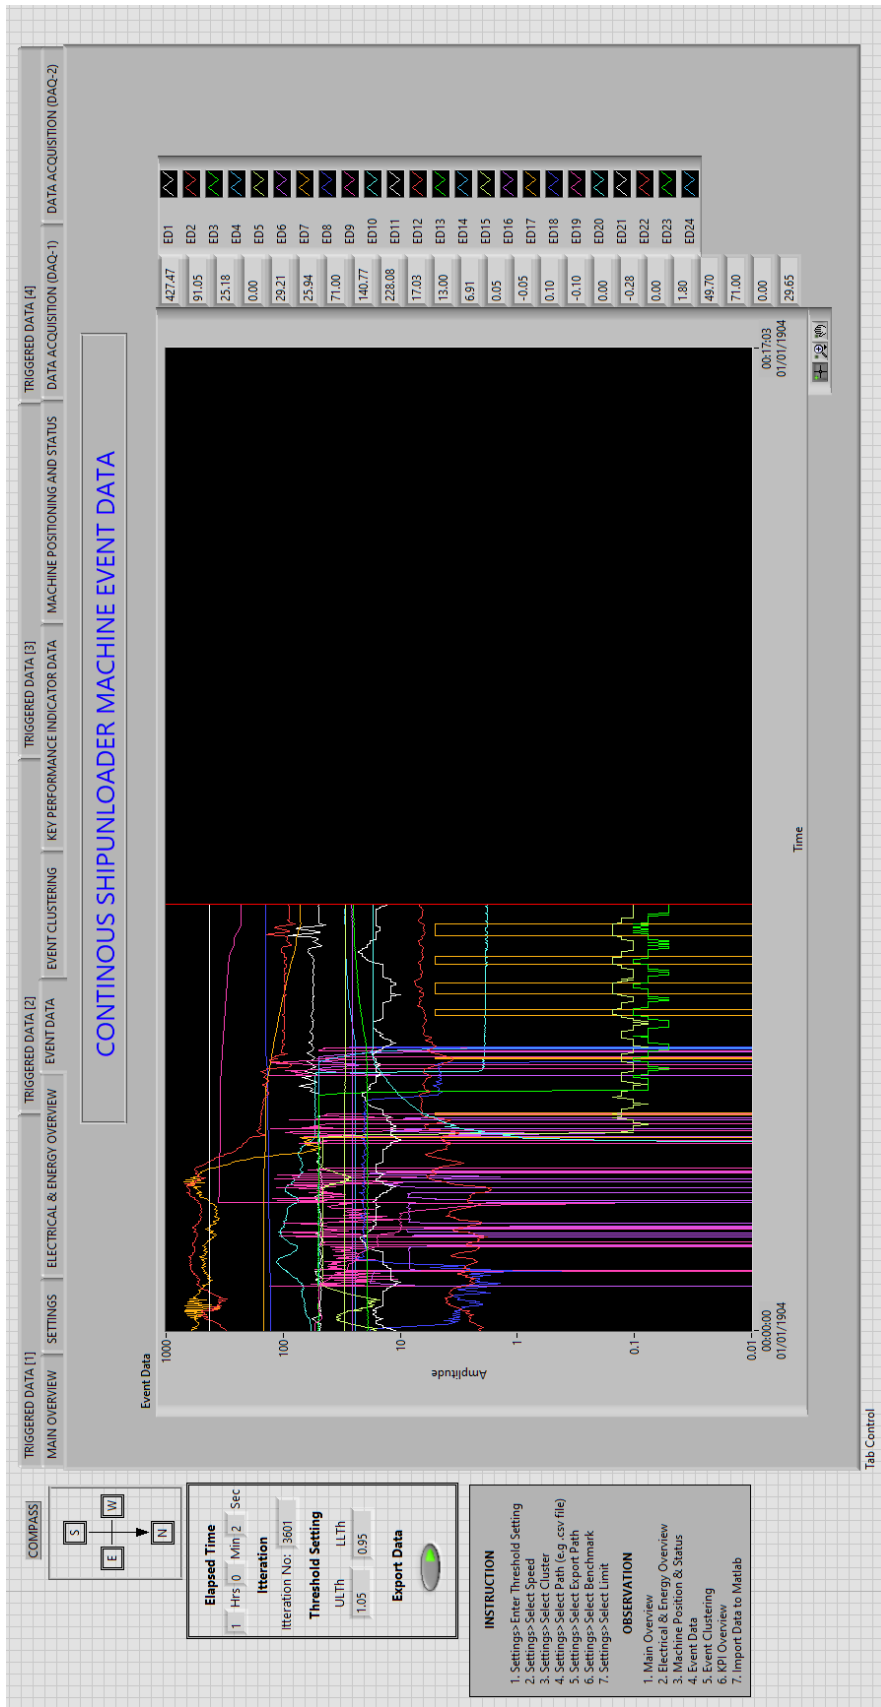 COMPASS
S
E
W
N
Elapsed Time
1 Hrs 0 Min 2 Sec
Itteration
Itteration No: 3601
Threshold Setting
ULTh LLTh
1.05 0.95
Export Data
INSTRUCTION
1. Settings>Enter Threshold Setting
2. Settings>Select Speed
3. Settings>Select Cluster
4. Settings>Select Path (e.g .csv file)
5. Settings>Select Export Path
6. Settings>Select Benchmark
7. Settings>Select Limit
OBSERVATION
1. Main Overview
2. Electrical & Energy Overview
3. Machine Position & Status
4. Event Data
5. Event Clustering
6. KPI Overview
7. Import Data to Matlab
TRIGGERED DATA [1] TRIGGERED DATA [2] TRIGGERED DATA [3] TRIGGERED DATA [4]
MAIN OVERVIEW SETTINGS ELECTRICAL & ENERGY OVERVIEW EVENT DATA EVENT CLUSTERING KEY PERFORMANCE INDICATOR DATA MACHINE POSITIONING AND STATUS DATA ACQUISITION (DAQ-1) DATA ACQUISITION (DAQ-2)
CONTINOUS SHIPUNLOADER MACHINE EVENT DATA
Event Data
Amplitude
1000
100
10
1
0.1
0.01
00:00:00
01/01/1904
Time
00:17:03
01/01/1904
427.47 ED1
91.05 ED2
25.18 ED3
0.00 ED4
29.21 ED5
25.94 ED6
71.00 ED7
140.77 ED8
228.08 ED9
17.03 ED10
13.00 ED11
6.91 ED12
0.05 ED13
-0.05 ED14
0.10 ED15
-0.10 ED16
0.00 ED17
-0.28 ED18
0.00 ED19
1.80 ED20
49.70 ED21
71.00 ED22
0.00 ED23
29.65 ED24
Tab Control